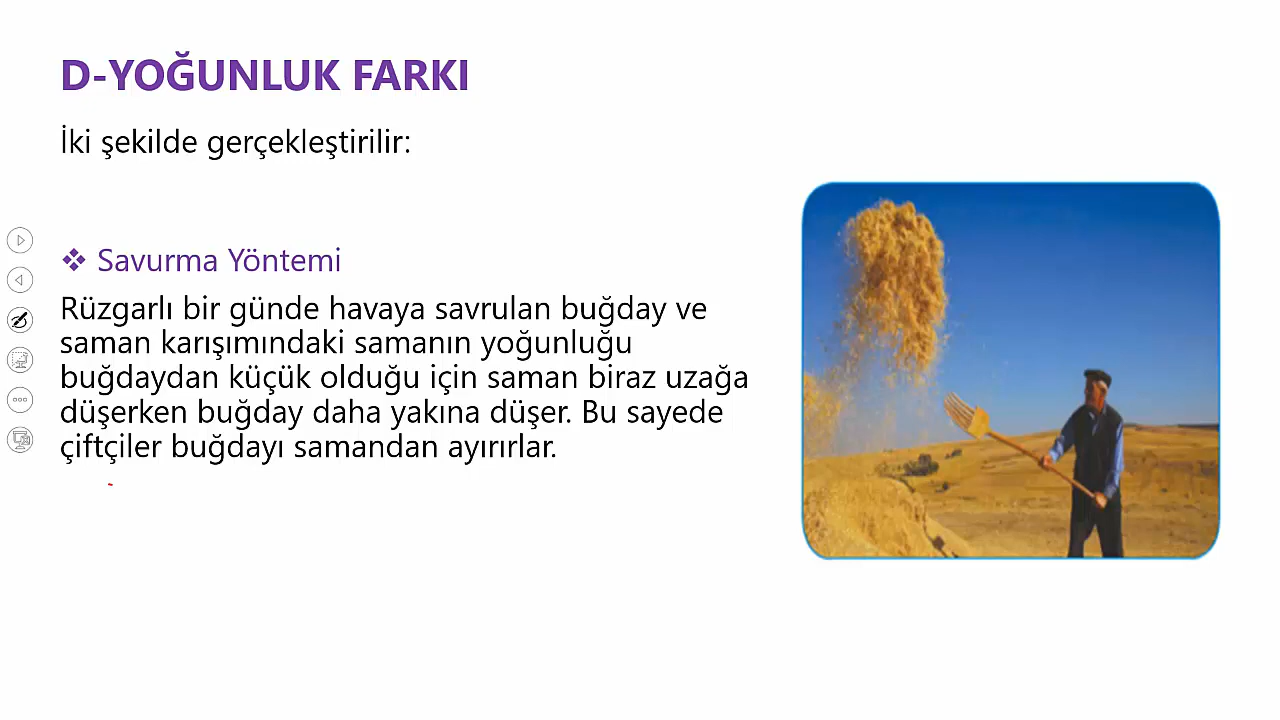 D-YOĞUNLUK FARKI
İki şekilde gerçekleştirilir:
❖ Savurma Yöntemi
Rüzgarlı bir günde havaya savrulan buğday ve
saman karışımındaki samanın yoğunluğu
buğdaydan küçük olduğu için saman biraz uzağa
düşerken buğday daha yakına düşer. Bu sayede
çiftçiler buğdayı samandan ayırırlar.